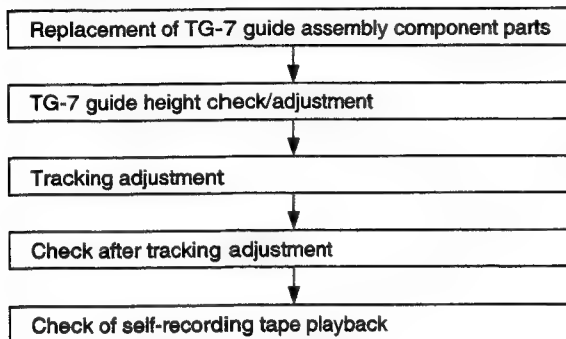 Replacement of TG-7 guide assembly component parts
TG-7 guide height check/adjustment
Tracking adjustment
Check after tracking adjustment
Check of self-recording tape playback